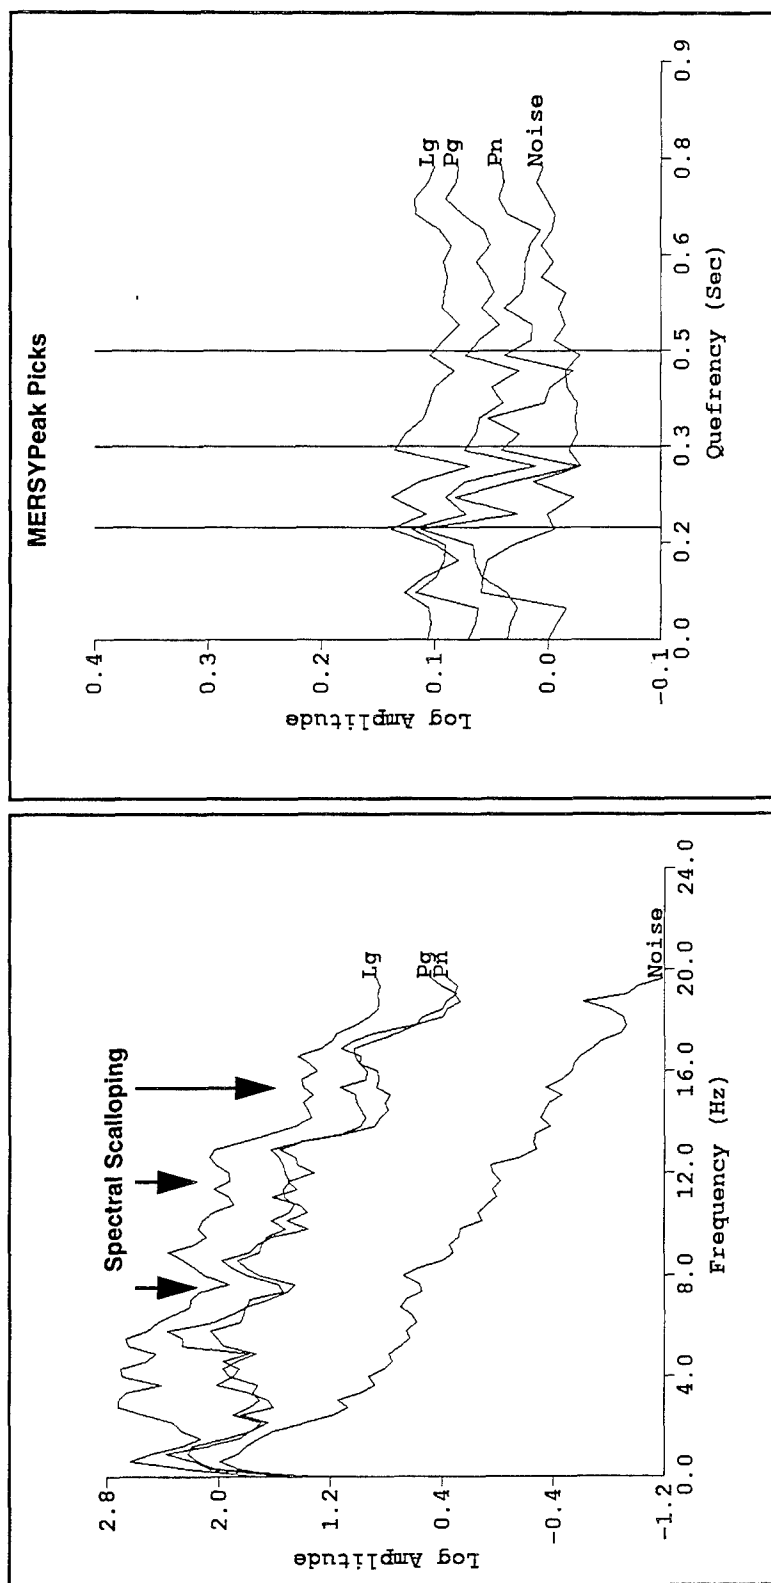 Spectral Scalloping
2.8
2.0
1.2
0.4
-0.4
-1.2
Log Amplitude
Lg
Pg
Pn
Noise
0.0
4.0
8.0
12.0
16.0
20.0
24.0
Frequency (Hz)
MERSYPeak Picks
0.4
0.3
0.2
0.1
0.0
-0.1
Log Amplitude
Lg
Pg
Pn
Noise
0.0
0.2
0.3
0.5
0.6
0.8
0.9
Quefrency (Sec)